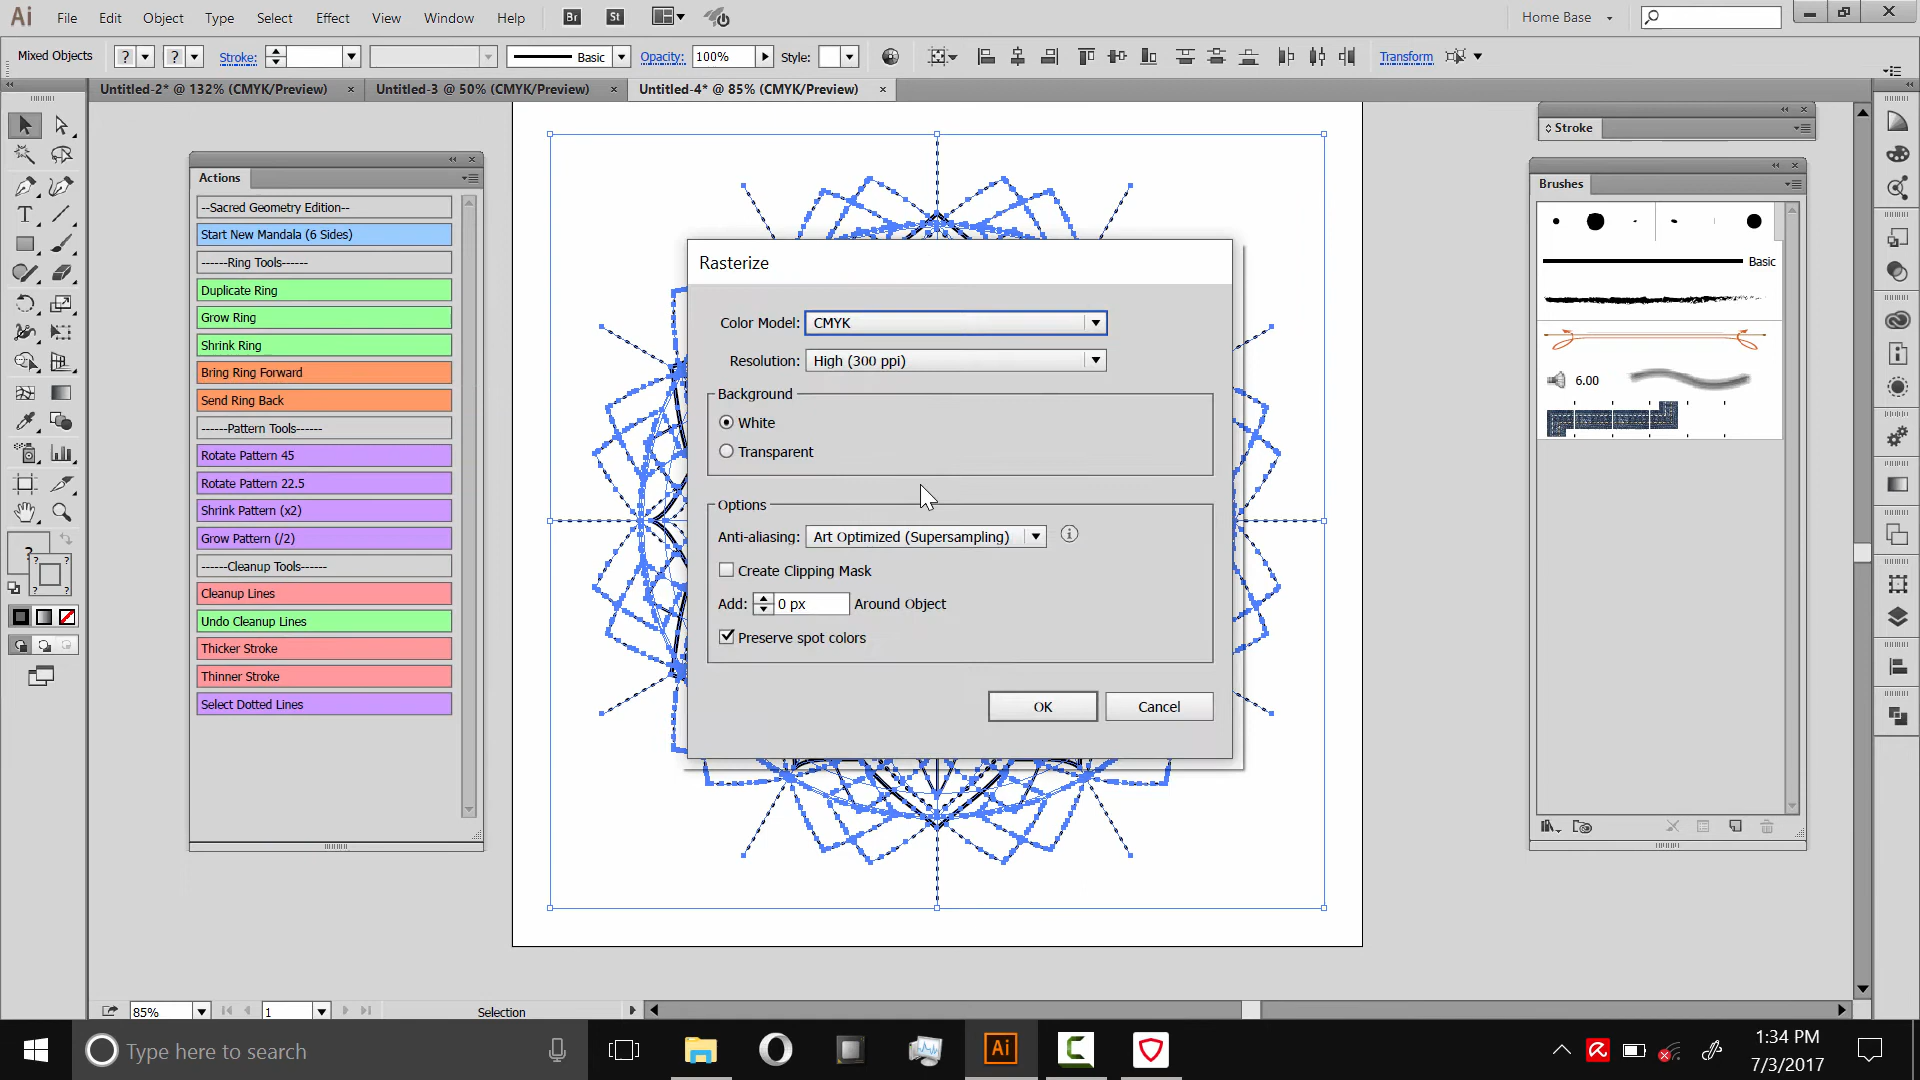 Ai File Edit Object Type Select Effect View Window Help Br St Home Base
Mixed Objects ? ? Stroke: Basic Opacity: 100% Style: Transform
Untitled-2* @ 132% (CMYK/Preview) × Untitled-3 @ 50% (CMYK/Preview) × Untitled-4* @ 85% (CMYK/Preview) ×
Actions
--Sacred Geometry Edition--
Start New Mandala (6 Sides)
------Ring Tools------
Duplicate Ring
Grow Ring
Shrink Ring
Bring Ring Forward
Send Ring Back
------Pattern Tools------
Rotate Pattern 45
Rotate Pattern 22.5
Shrink Pattern (x2)
Grow Pattern (/2)
------Cleanup Tools------
Cleanup Lines
Undo Cleanup Lines
Thicker Stroke
Thinner Stroke
Select Dotted Lines
Rasterize
Color Model: CMYK
Resolution: High (300 ppi)
Background
White
Transparent
Options
Anti-aliasing: Art Optimized (Supersampling)
Create Clipping Mask
Add: 0 px Around Object
Preserve spot colors
OK Cancel
Stroke
Brushes
Basic
6.00
85% 1 Selection
Type here to search
Ai
1:34 PM
7/3/2017